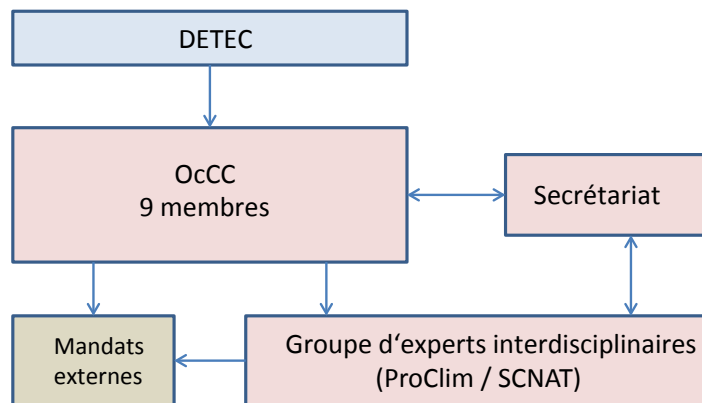 DETEC
OcCC
9 membres
Secrétariat
Mandats
externes
Groupe d‘experts interdisciplinaires
(ProClim / SCNAT)